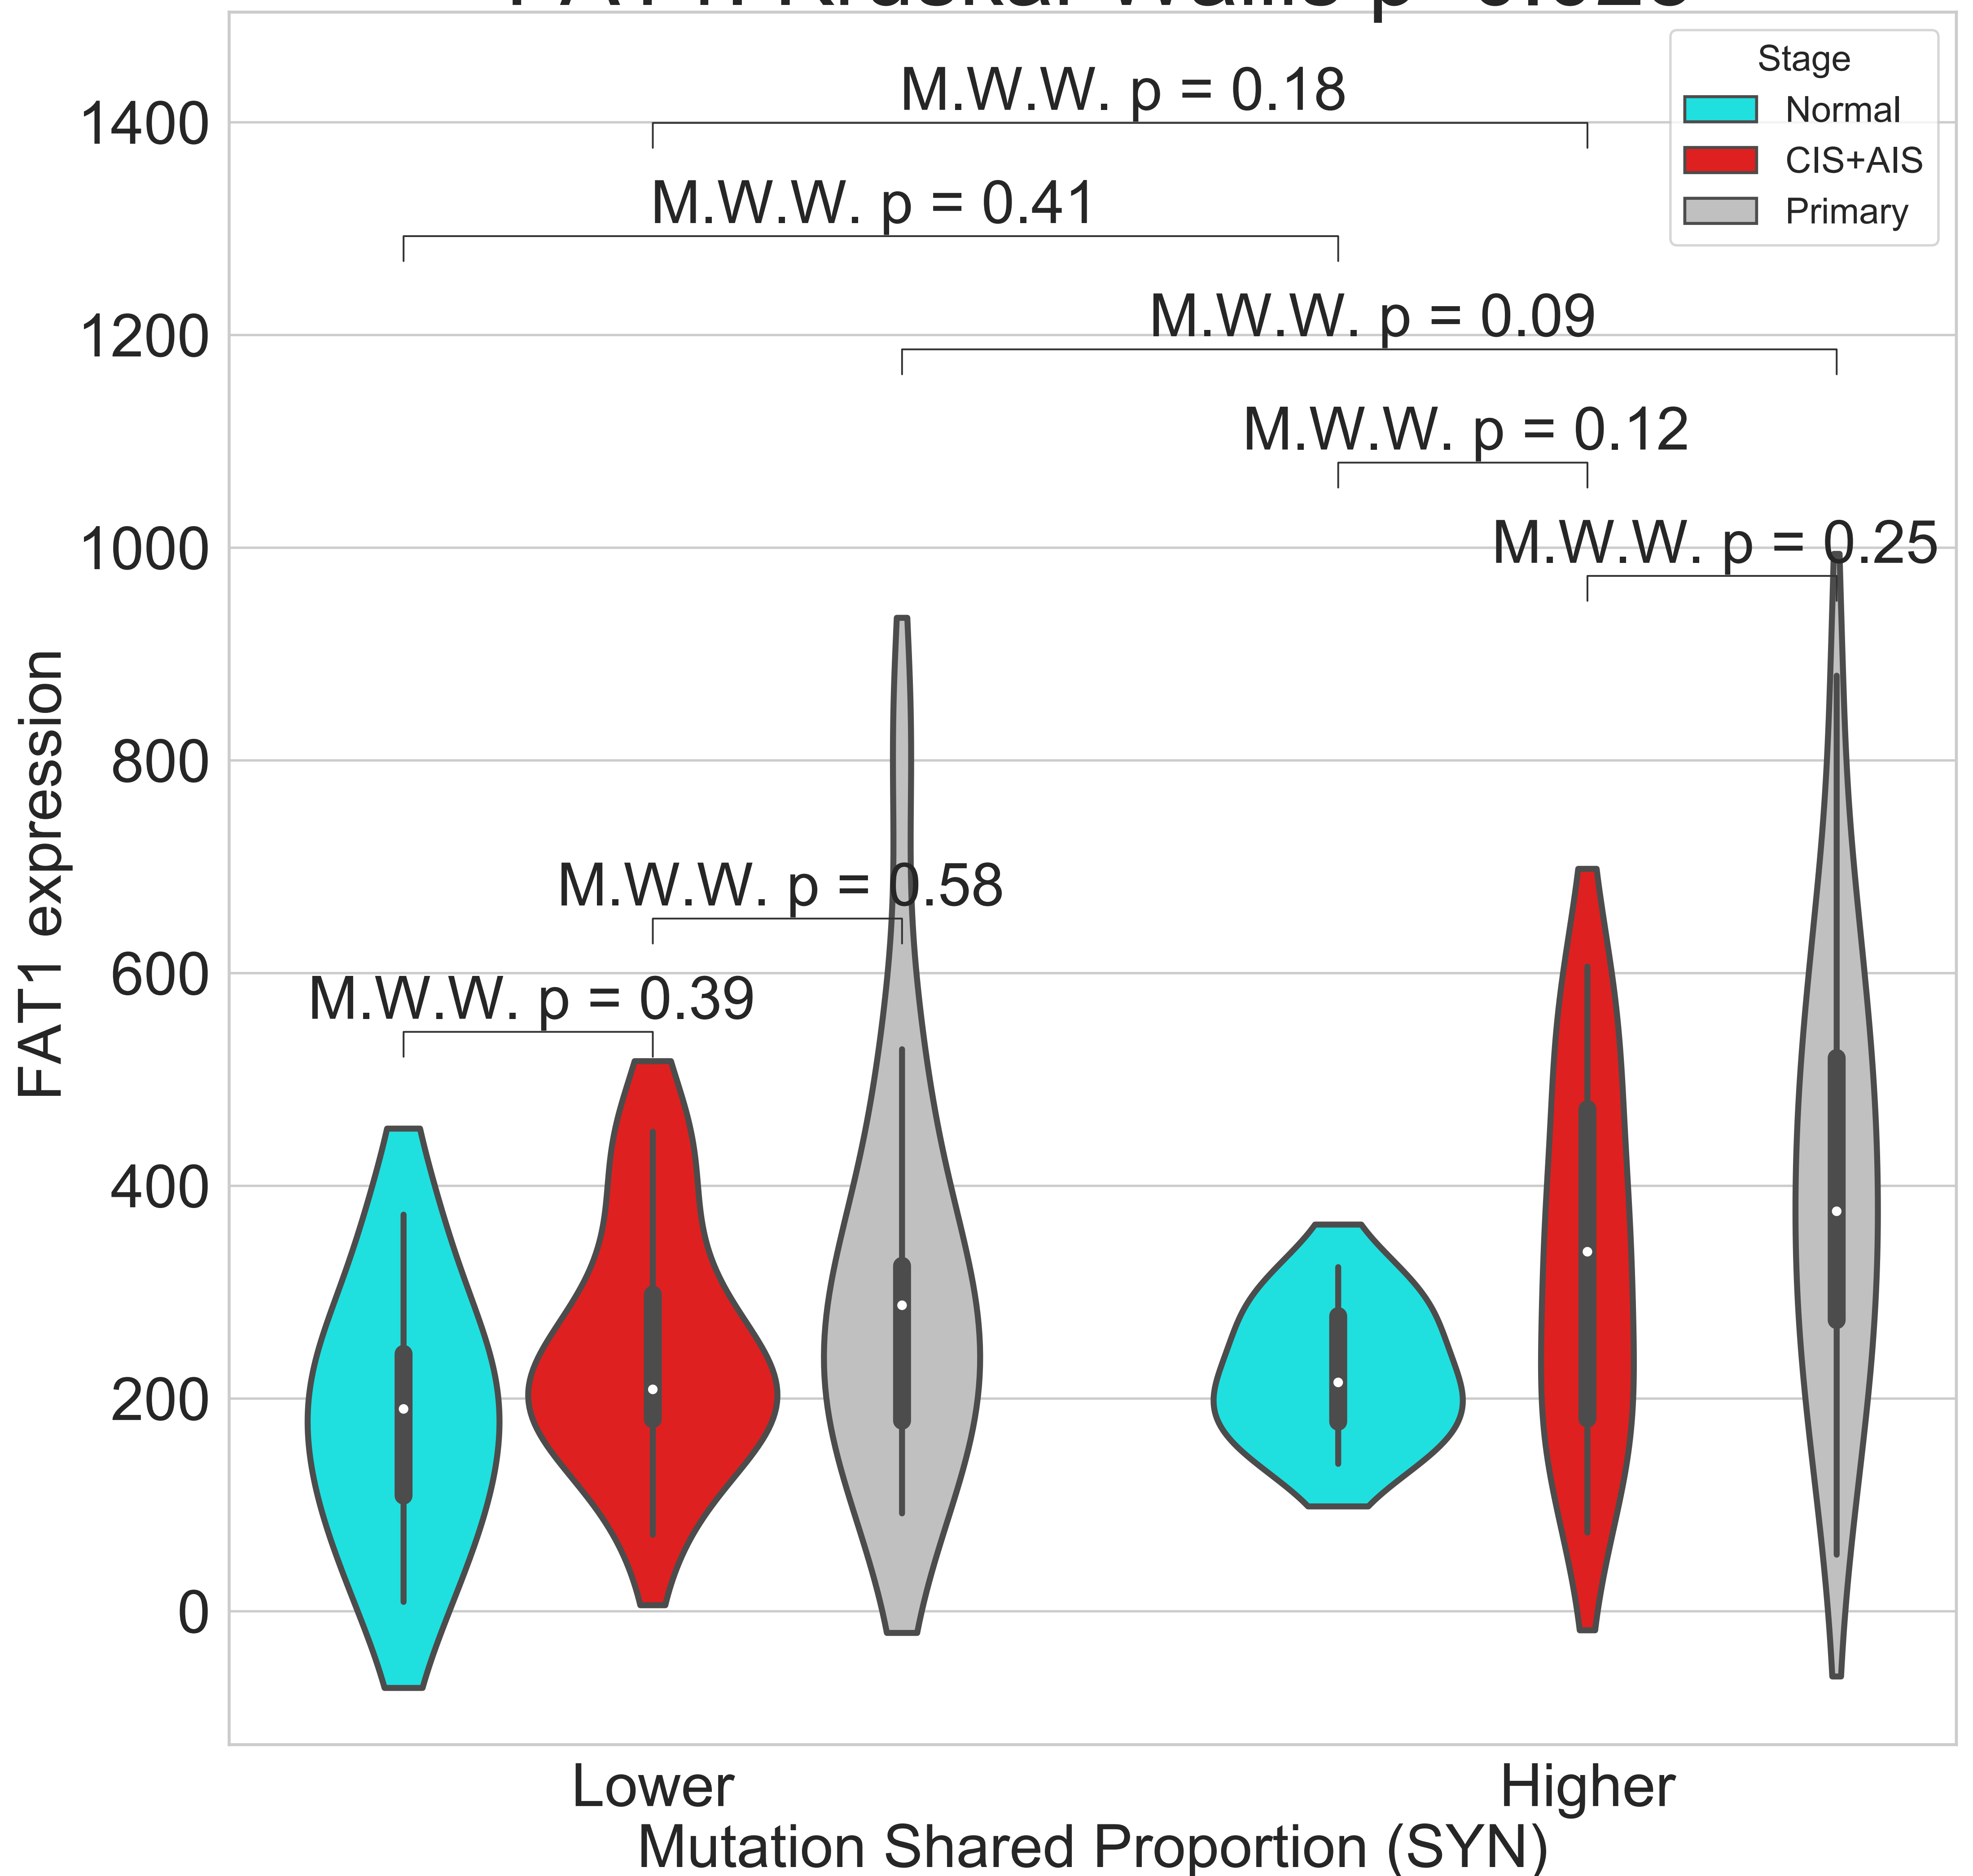 Stage
Normal
CIS+AIS
Primary
M.W.W. p = 0.18
M.W.W. p = 0.41
M.W.W. p = 0.09
M.W.W. p = 0.12
M.W.W. p = 0.25
M.W.W. p = 0.58
M.W.W. p = 0.39
1400
1200
1000
800
600
400
200
0
FAT1 expression
Lower
Higher
Mutation Shared Proportion (SYN)